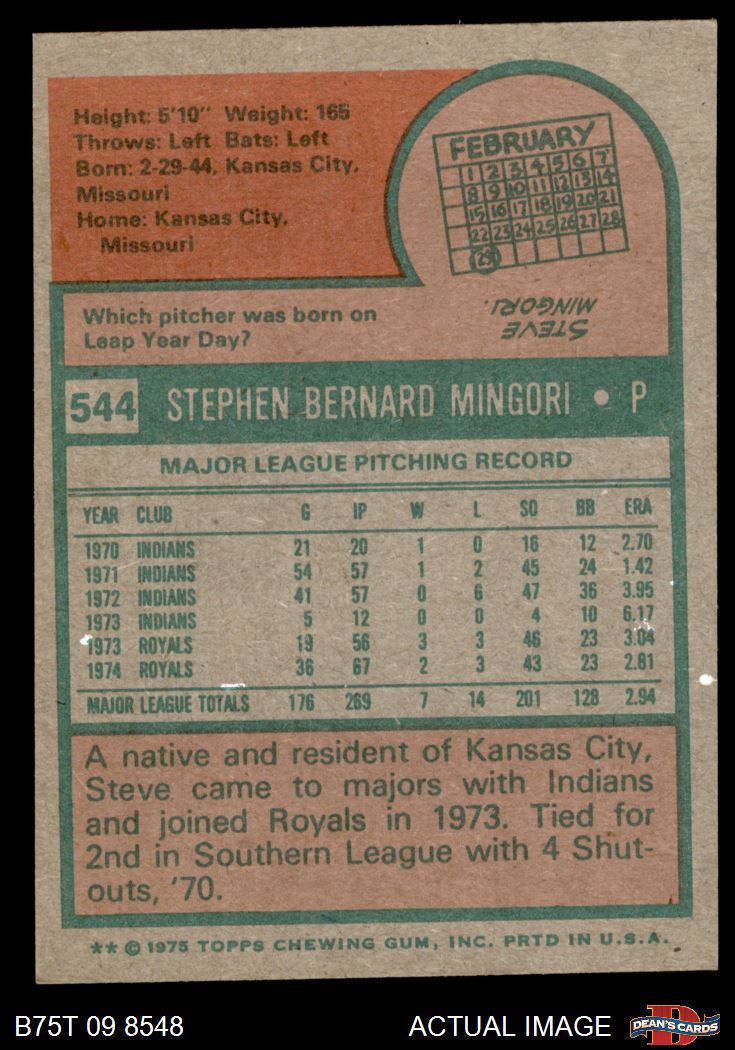 Height: 5'10" Weight: 165
Throws: Left Bats: Left
Born: 2-29-44, Kansas City,
Missouri
Home: Kansas City,
Missouri
FEBRUARY
1 2 3 4 5 6 7
8 9 10 11 12 13 14
15 16 17 18 19 20 21
22 23 24 25 26 27 28
29
Which pitcher was born on
Leap Year Day?
STEVE
MINGORI.
544 STEPHEN BERNARD MINGORI • P
MAJOR LEAGUE PITCHING RECORD
YEAR CLUB G IP W L SO BB ERA
1970 INDIANS 21 20 1 0 16 12 2.70
1971 INDIANS 54 57 1 2 45 24 1.42
1972 INDIANS 41 57 0 6 47 36 3.95
1973 INDIANS 5 12 0 0 4 10 6.17
1973 ROYALS 19 56 3 3 46 23 3.04
1974 ROYALS 36 67 2 3 43 23 2.81
MAJOR LEAGUE TOTALS 176 269 7 14 201 128 2.94
A native and resident of Kansas City,
Steve came to majors with Indians
and joined Royals in 1973. Tied for
2nd in Southern League with 4 Shut-
outs, '70.
** © 1975 TOPPS CHEWING GUM, INC. PRTD IN U.S.A.
B75T 09 8548 ACTUAL IMAGE D DEAN'S CARDS